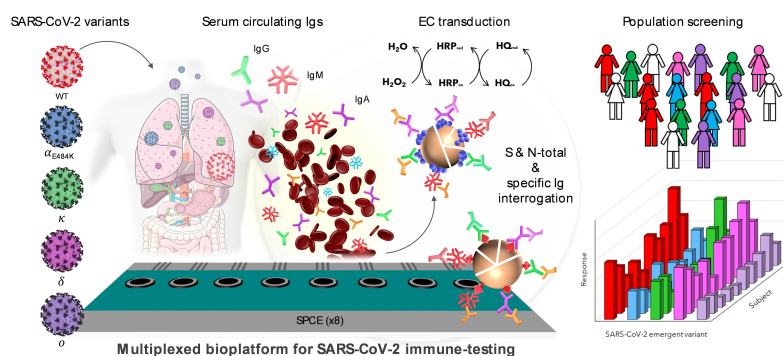 SARS-CoV-2 variants
Serum circulating Igs
EC transduction
Population screening
WT
αE484K
κ
δ
ο
IgG
IgM
IgA
H₂O
HRPred
HQred
H₂O₂
HRPox
HQox
S & N-total
&
specific Ig
interrogation
SPCE (x8)
Response
Subject
SARS-CoV-2 emergent variant
Multiplexed bioplatform for SARS-CoV-2 immune-testing